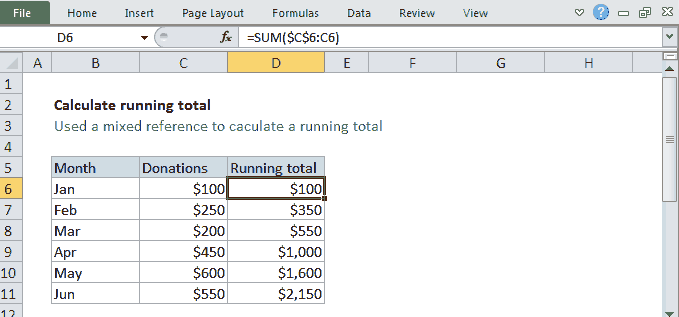 File Home Insert Page Layout Formulas Data Review View ?
D6 fx =SUM($C$6:C6)
A B C D E F G H
1
2 Calculate running total
3 Used a mixed reference to caculate a running total
4
5 Month Donations Running total
6 Jan $100 $100
7 Feb $250 $350
8 Mar $200 $550
9 Apr $450 $1,000
10 May $600 $1,600
11 Jun $550 $2,150
12